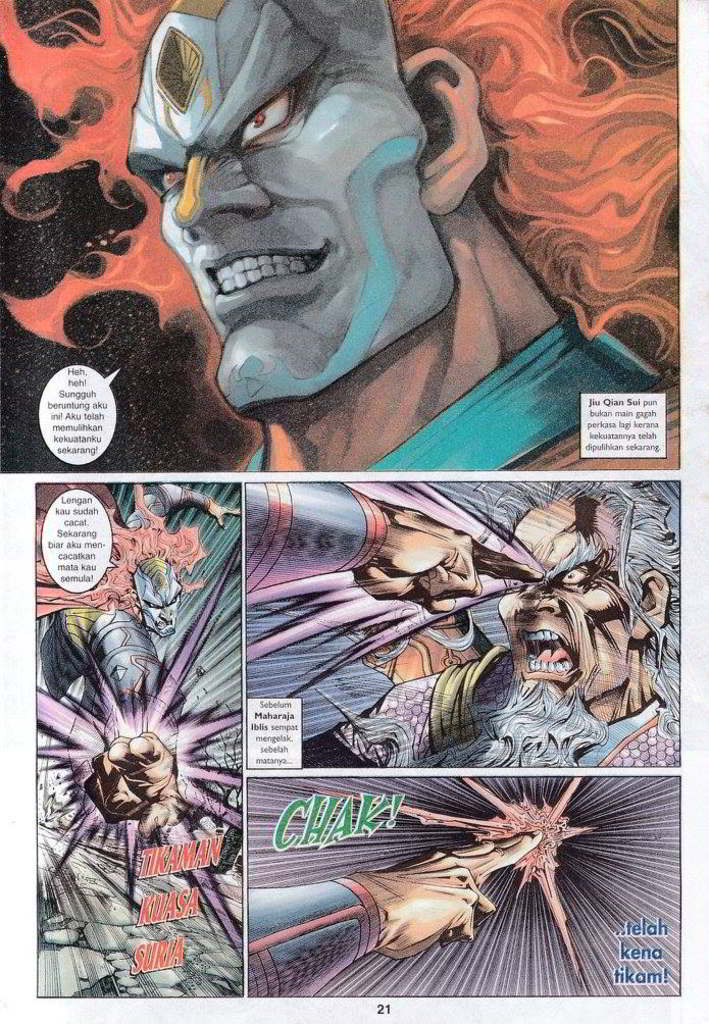 Heh,
heh!
Sungguh
beruntung aku
ini! Aku telah
memulihkan
kekuatanku
sekarang!
Jiu Qian Sui pun
bukan main gagah
perkasa lagi kerana
kekuatannya telah
dipulihkan sekarang.
Lengan
kau sudah
cacat.
Sekarang
biar aku men-
cacatkan
mata kau
semula!
TIKAMAN
KUASA
SURIA
Sebelum
Maharaja
Iblis sempat
mengelak,
sebelah
matanya...
CHAK!
..telah
kena
tikam!
21